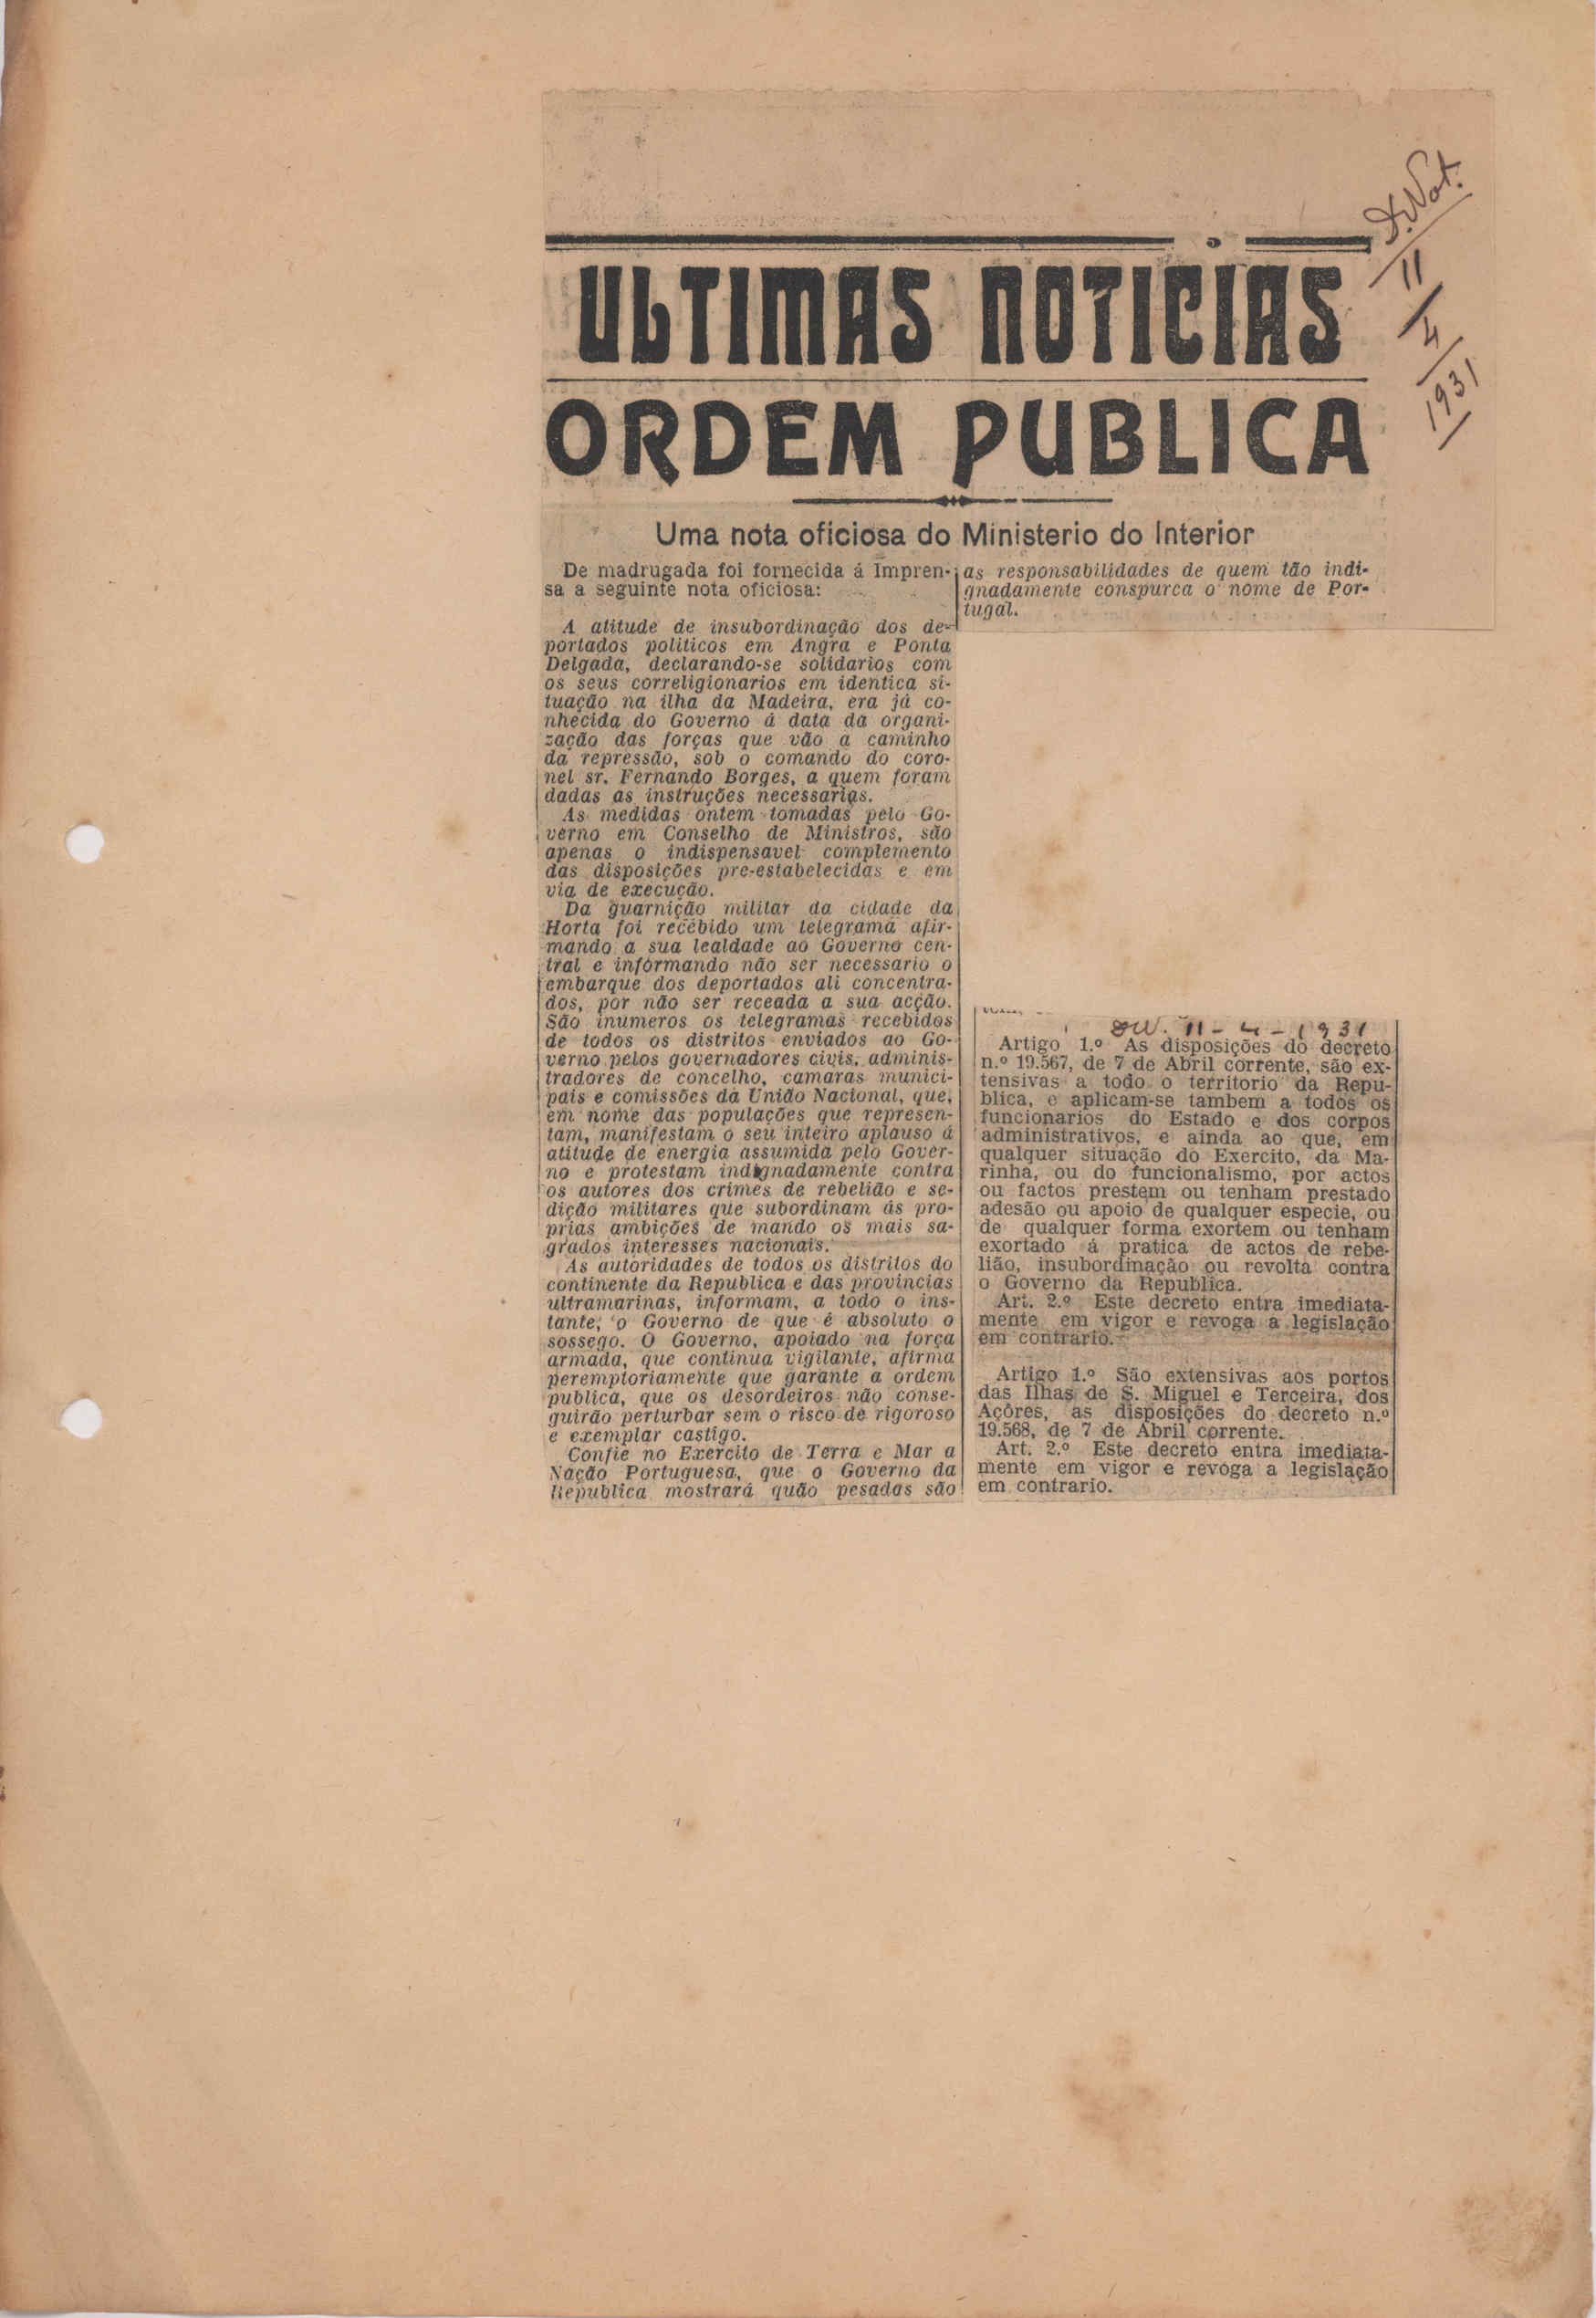 D. Not.
11
4
1931
ULTIMAS NOTICIAS
ORDEM PUBLICA
Uma nota oficiosa do Ministerio do Interior
De madrugada foi fornecida á Impren-
sa a seguinte nota oficiosa:
A atitude de insubordinação dos de-
portados politicos em Angra e Ponta
Delgada, declarando-se solidarios com
os seus correligionarios em identica si-
tuação na ilha da Madeira, era já co-
nhecida do Governo á data da organi-
zação das forças que vão a caminho
da repressão, sob o comando do coro-
nel sr. Fernando Borges, a quem foram
dadas as instruções necessarias.
As medidas ontem tomadas pelo Go-
verno em Conselho de Ministros, são
apenas o indispensavel complemento
das disposições pre-estabelecidas e em
via de execução.
Da guarnição militar da cidade da
Horta foi recebido um telegrama afir-
mando a sua lealdade ao Governo cen-
tral e informando não ser necessario o
embarque dos deportados ali concentra-
dos, por não ser receada a sua acção.
São inumeros os telegramas recebidos
de todos os distritos enviados ao Go-
verno pelos governadores civis, adminis-
tradores de concelho, camaras munici-
pais e comissões da União Nacional, que,
em nome das populações que represen-
tam, manifestam o seu inteiro aplauso á
atitude de energia assumida pelo Gover-
no e protestam indignadamente contra
os autores dos crimes de rebelião e se-
dição militares que subordinam ás pro-
prias ambições de mando os mais sa-
grados interesses nacionais.
As autoridades de todos os distritos do
continente da Republica e das provincias
ultramarinas, informam, a todo o ins-
tante, o Governo de que é absoluto o
sossego. O Governo, apoiado na força
armada, que continua vigilante, afirma
peremptoriamente que garante a ordem
publica, que os desordeiros não conse-
guirão perturbar sem o risco de rigoroso
e exemplar castigo.
Confie no Exercito de Terra e Mar a
Nação Portuguesa, que o Governo da
Republica mostrará quão pesadas são
as responsabilidades de quem tão indi-
gnadamente conspurca o nome de Por-
tugal.
11-4-1931
Artigo 1.º As disposições do decreto
n.º 19.567, de 7 de Abril corrente, são ex-
tensivas a todo o territorio da Repu-
blica, e aplicam-se tambem a todos os
funcionarios do Estado e dos corpos
administrativos, e ainda ao que, em
qualquer situação do Exercito, da Ma-
rinha, ou do funcionalismo, por actos
ou factos prestem ou tenham prestado
adesão ou apoio de qualquer especie, ou
de qualquer forma exortem ou tenham
exortado á pratica de actos de rebe-
lião, insubordinação ou revolta contra
o Governo da Republica.
Art. 2.º Este decreto entra imediata-
mente em vigor e revoga a legislação
em contrario.
Artigo 1.º São extensivas aos portos
das Ilhas de S. Miguel e Terceira, dos
Açôres, as disposições do decreto n.º
19.568, de 7 de Abril corrente.
Art. 2.º Este decreto entra imediata-
mente em vigor e revoga a legislação
em contrario.